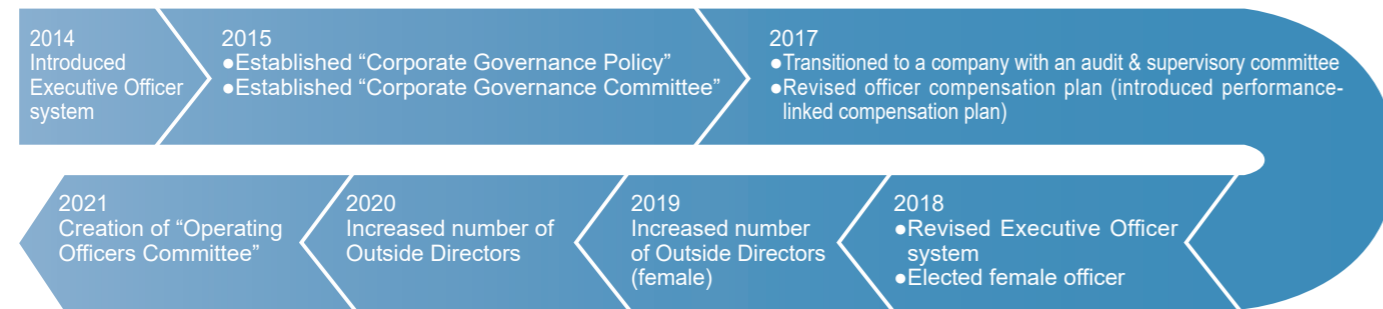 2014
Introduced
Executive Officer
system
2015
●Established “Corporate Governance Policy”
●Established “Corporate Governance Committee”
2017
●Transitioned to a company with an audit & supervisory committee
●Revised officer compensation plan (introduced performance-
linked compensation plan)
2018
●Revised Executive Officer
system
●Elected female officer
2019
Increased number
of Outside Directors
(female)
2020
Increased number of
Outside Directors
2021
Creation of “Operating
Officers Committee”